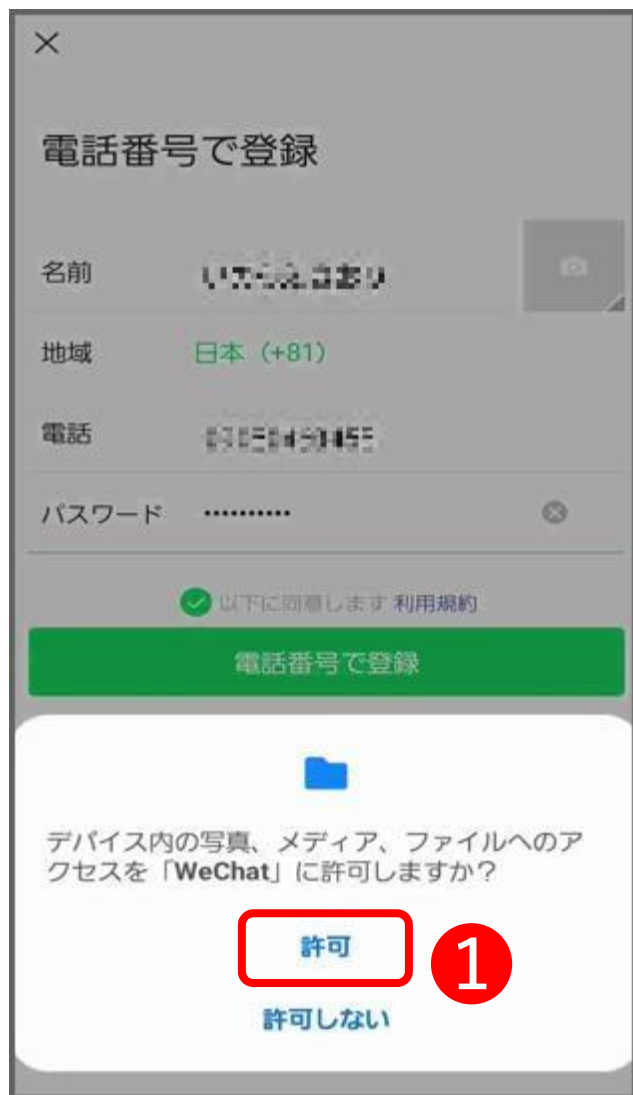 電話番号で登録
名前
地域 日本（+81）
電話
パスワード ••••••••••
以下に同意します 利用規約
電話番号で登録
デバイス内の写真、メディア、ファイルへのア
クセスを「WeChat」に許可しますか？
許可
1
許可しない